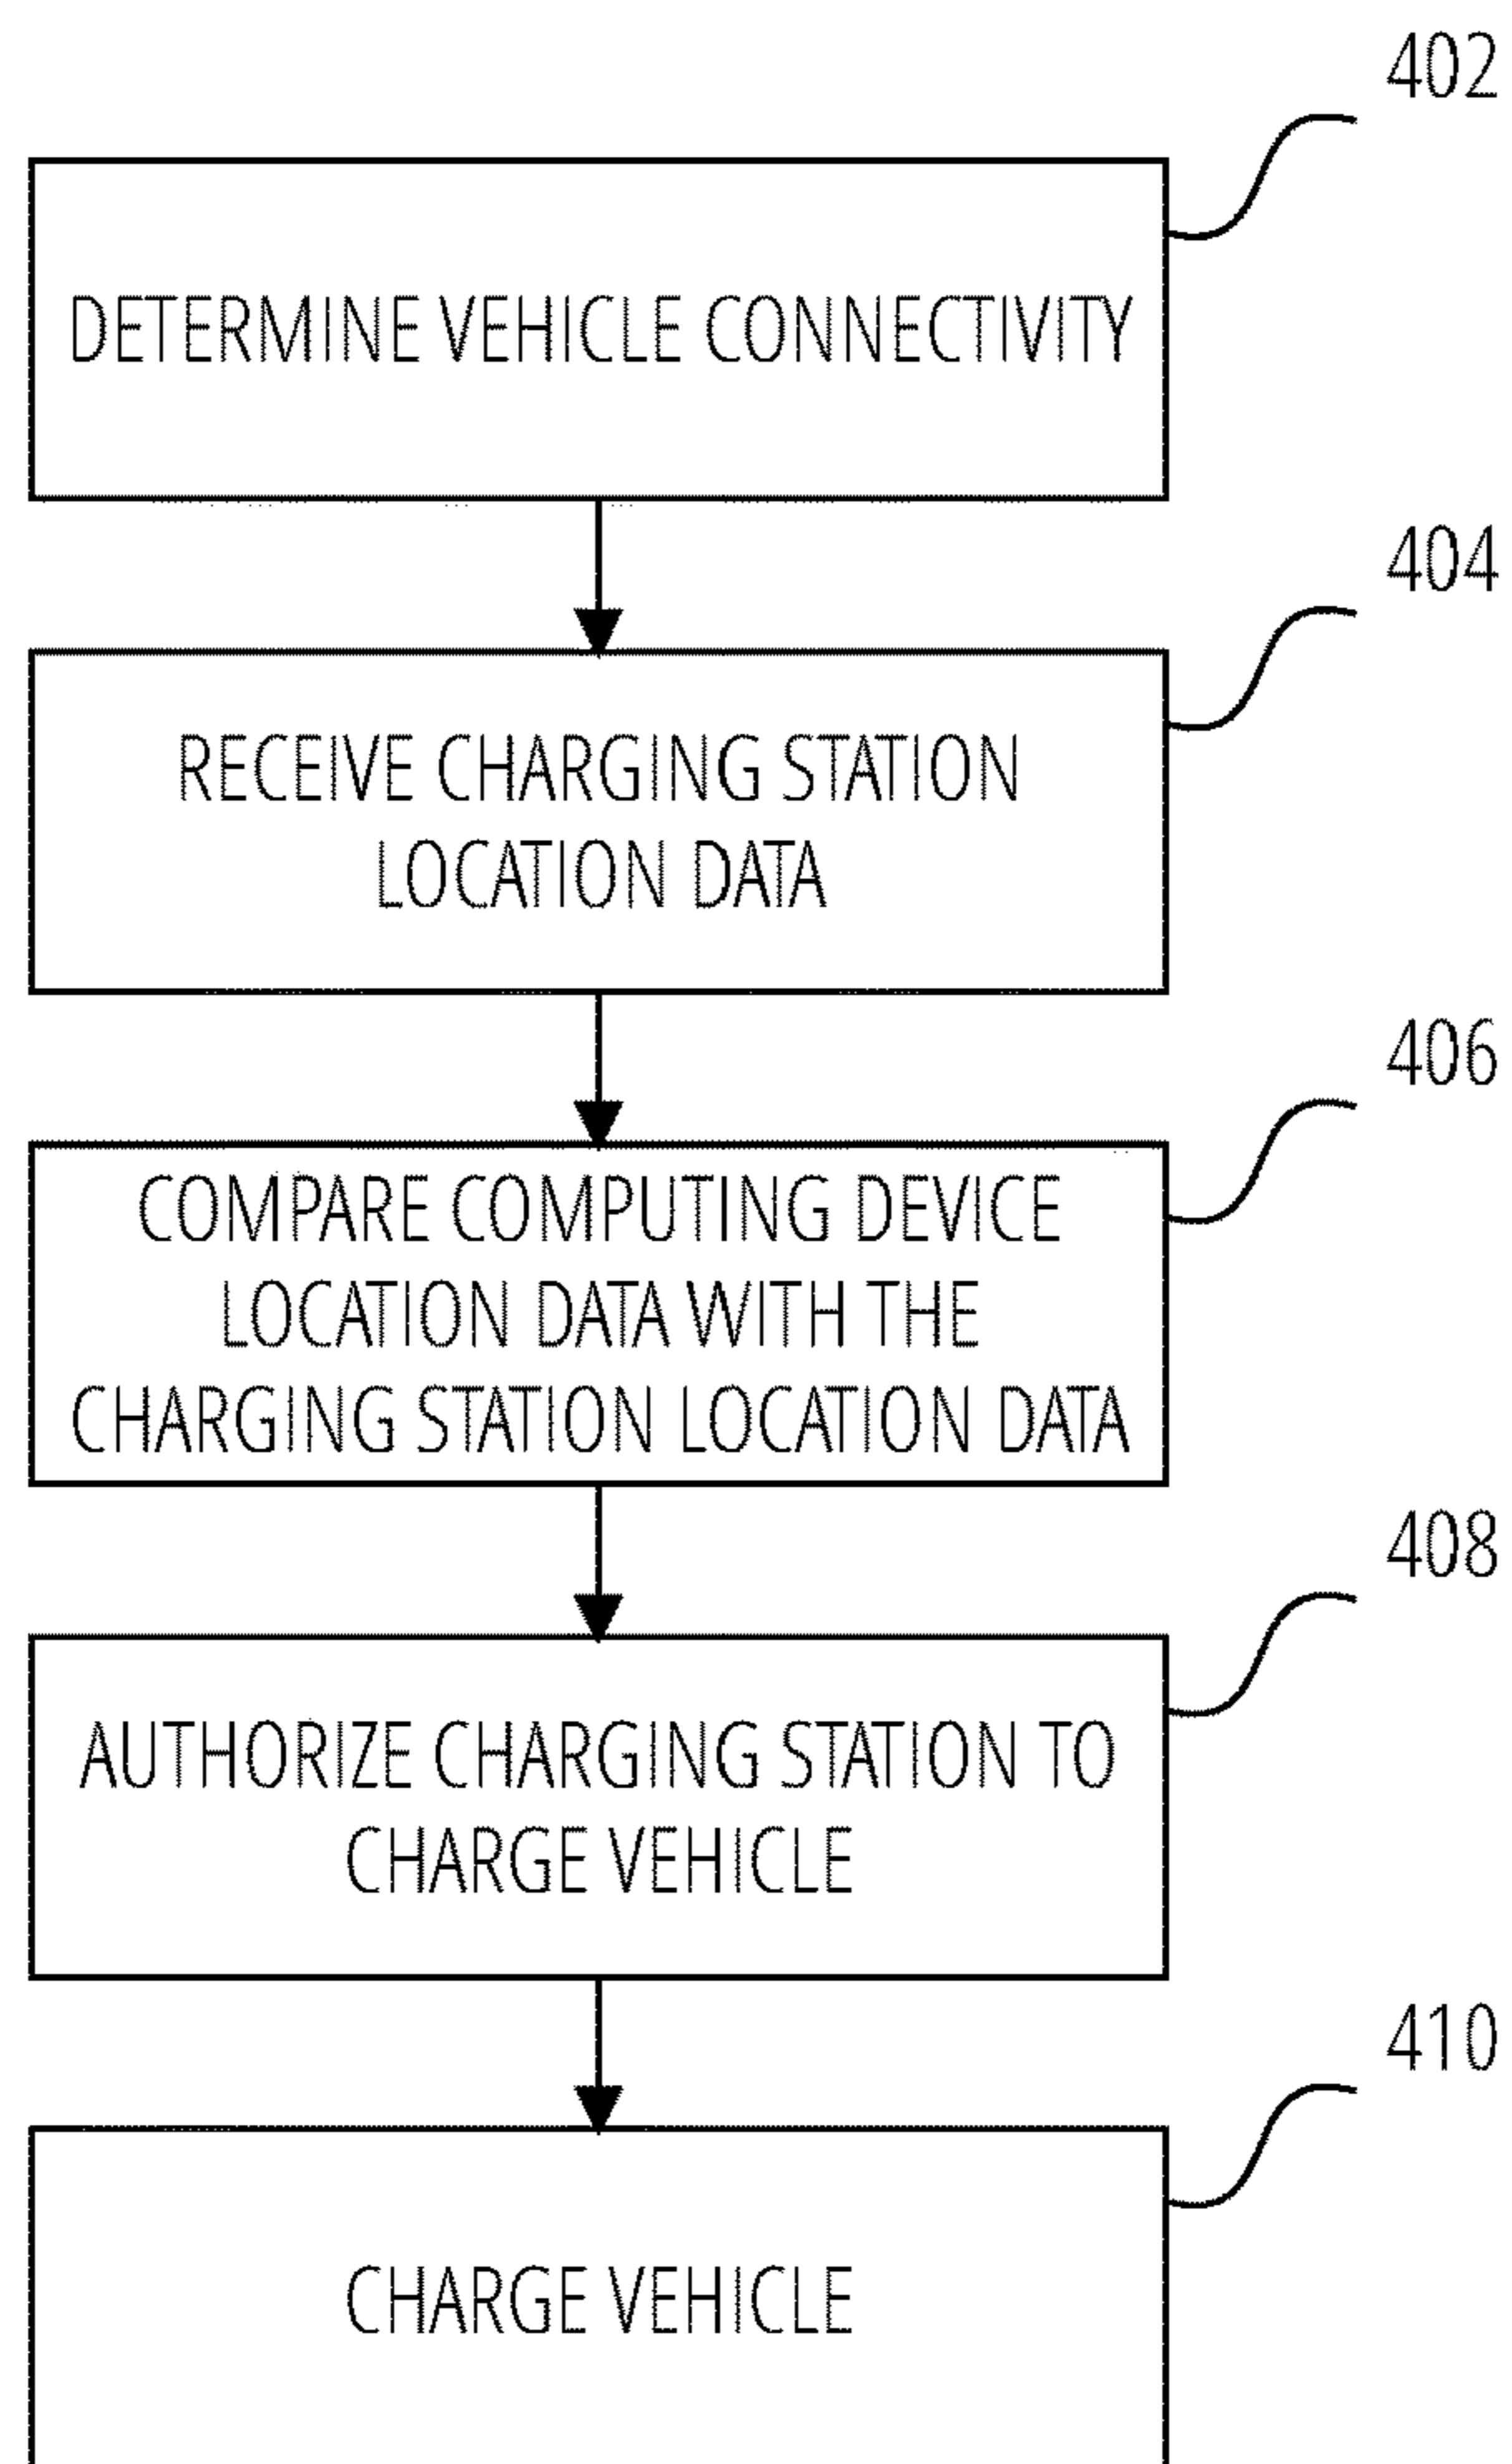 402
DETERMINE VEHICLE CONNECTIVITY
404
RECEIVE CHARGING STATION
LOCATION DATA
406
COMPARE COMPUTING DEVICE
LOCATION DATA WITH THE
CHARGING STATION LOCATION DATA
408
AUTHORIZE CHARGING STATION TO
CHARGE VEHICLE
410
CHARGE VEHICLE